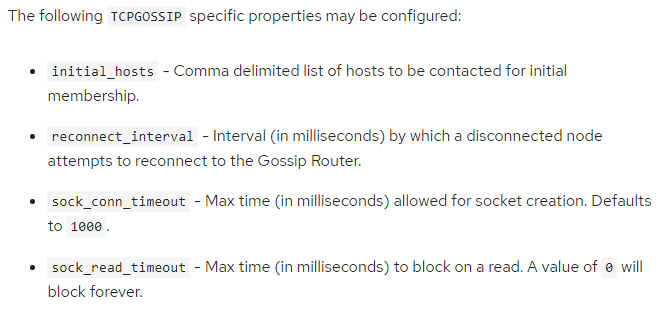 The following TCPGOSSIP specific properties may be configured:
• initial_hosts - Comma delimited list of hosts to be contacted for initial
membership.
• reconnect_interval - Interval (in milliseconds) by which a disconnected node
attempts to reconnect to the Gossip Router.
• sock_conn_timeout - Max time (in milliseconds) allowed for socket creation. Defaults
to 1000.
• sock_read_timeout - Max time (in milliseconds) to block on a read. A value of 0 will
block forever.